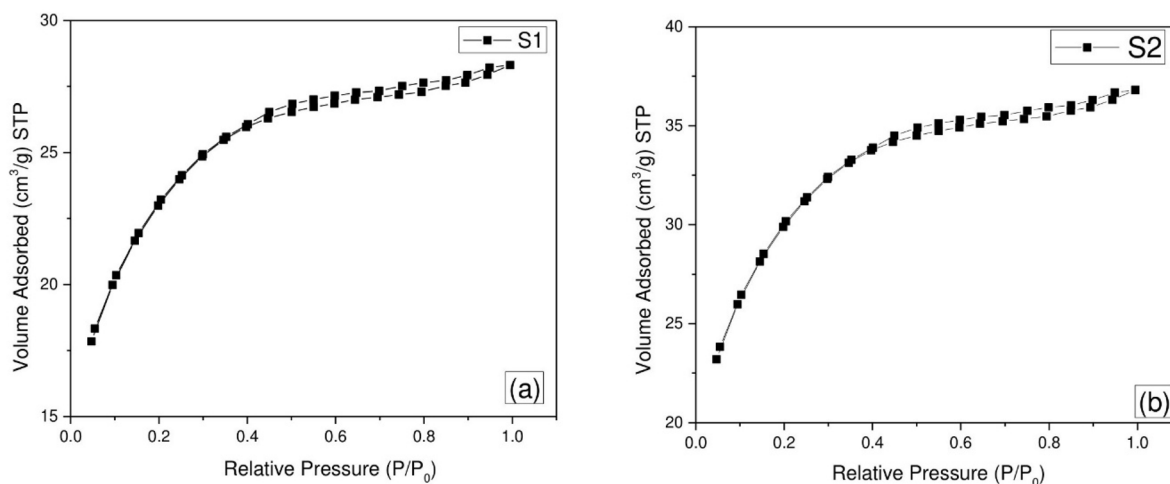 S1
Volume Adsorbed (cm³/g) STP
30
25
20
15
0.0 0.2 0.4 0.6 0.8 1.0
Relative Pressure (P/P₀)
(a)
S2
Volume Adsorbed (cm³/g) STP
40
35
30
25
20
0.0 0.2 0.4 0.6 0.8 1.0
Relative Pressure (P/P₀)
(b)